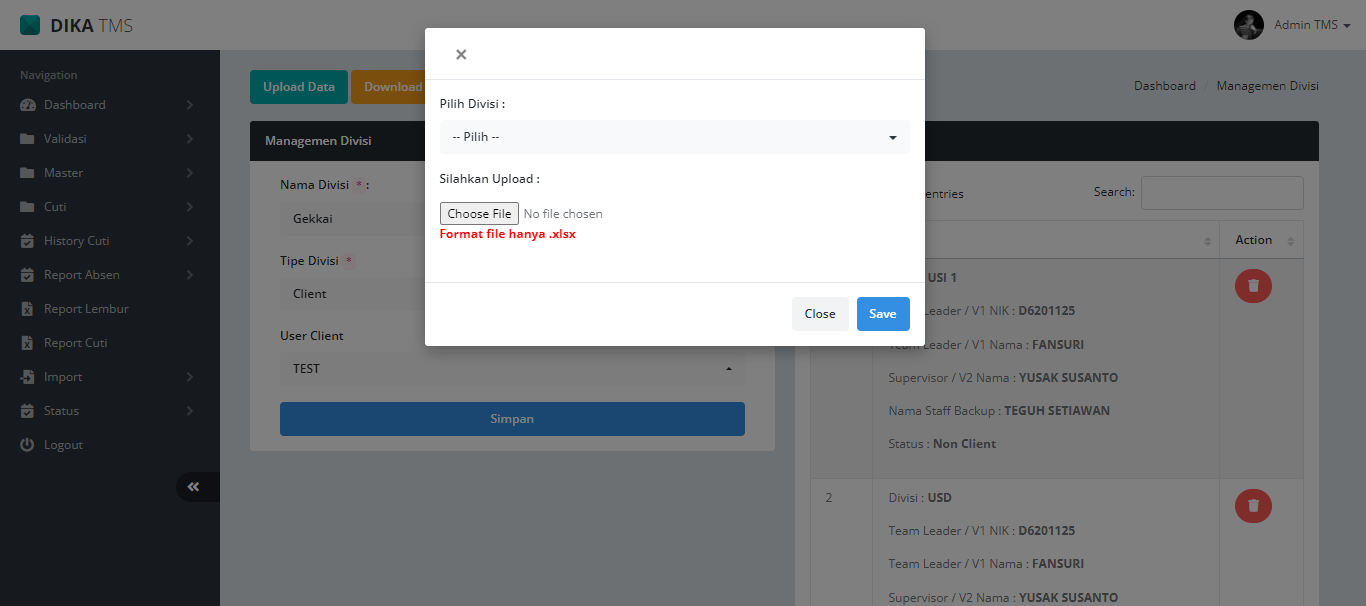 DIKA TMS
Admin TMS
Navigation
Dashboard
Validasi
Master
Cuti
History Cuti
Report Absen
Report Lembur
Report Cuti
Import
Status
Logout
Upload Data
Download
Dashboard / Managemen Divisi
Managemen Divisi
Nama Divisi * :
Gekkai
Tipe Divisi *
Client
User Client
TEST
Simpan
×
Pilih Divisi :
-- Pilih --
Silahkan Upload :
Choose File No file chosen
Format file hanya .xlsx
Close
Save
entries
Search:
Action
USI 1
Leader / V1 NIK : D6201125
Team Leader / V1 Nama : FANSURI
Supervisor / V2 Nama : YUSAK SUSANTO
Nama Staff Backup : TEGUH SETIAWAN
Status : Non Client
2
Divisi : USD
Team Leader / V1 NIK : D6201125
Team Leader / V1 Nama : FANSURI
Supervisor / V2 Nama : YUSAK SUSANTO